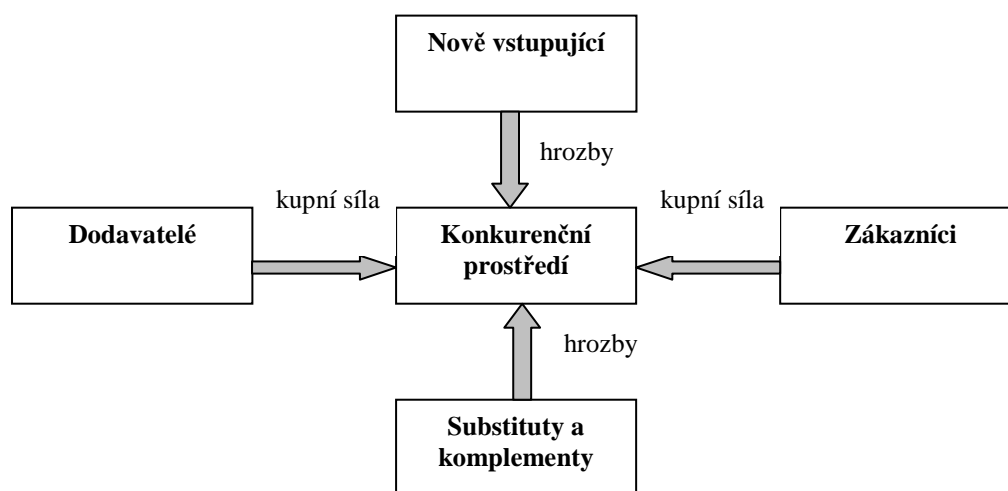 Nově vstupující
hrozby
kupní síla
kupní síla
Dodavatelé
Konkurenční
prostředí
Zákazníci
hrozby
Substituty a
komplementy